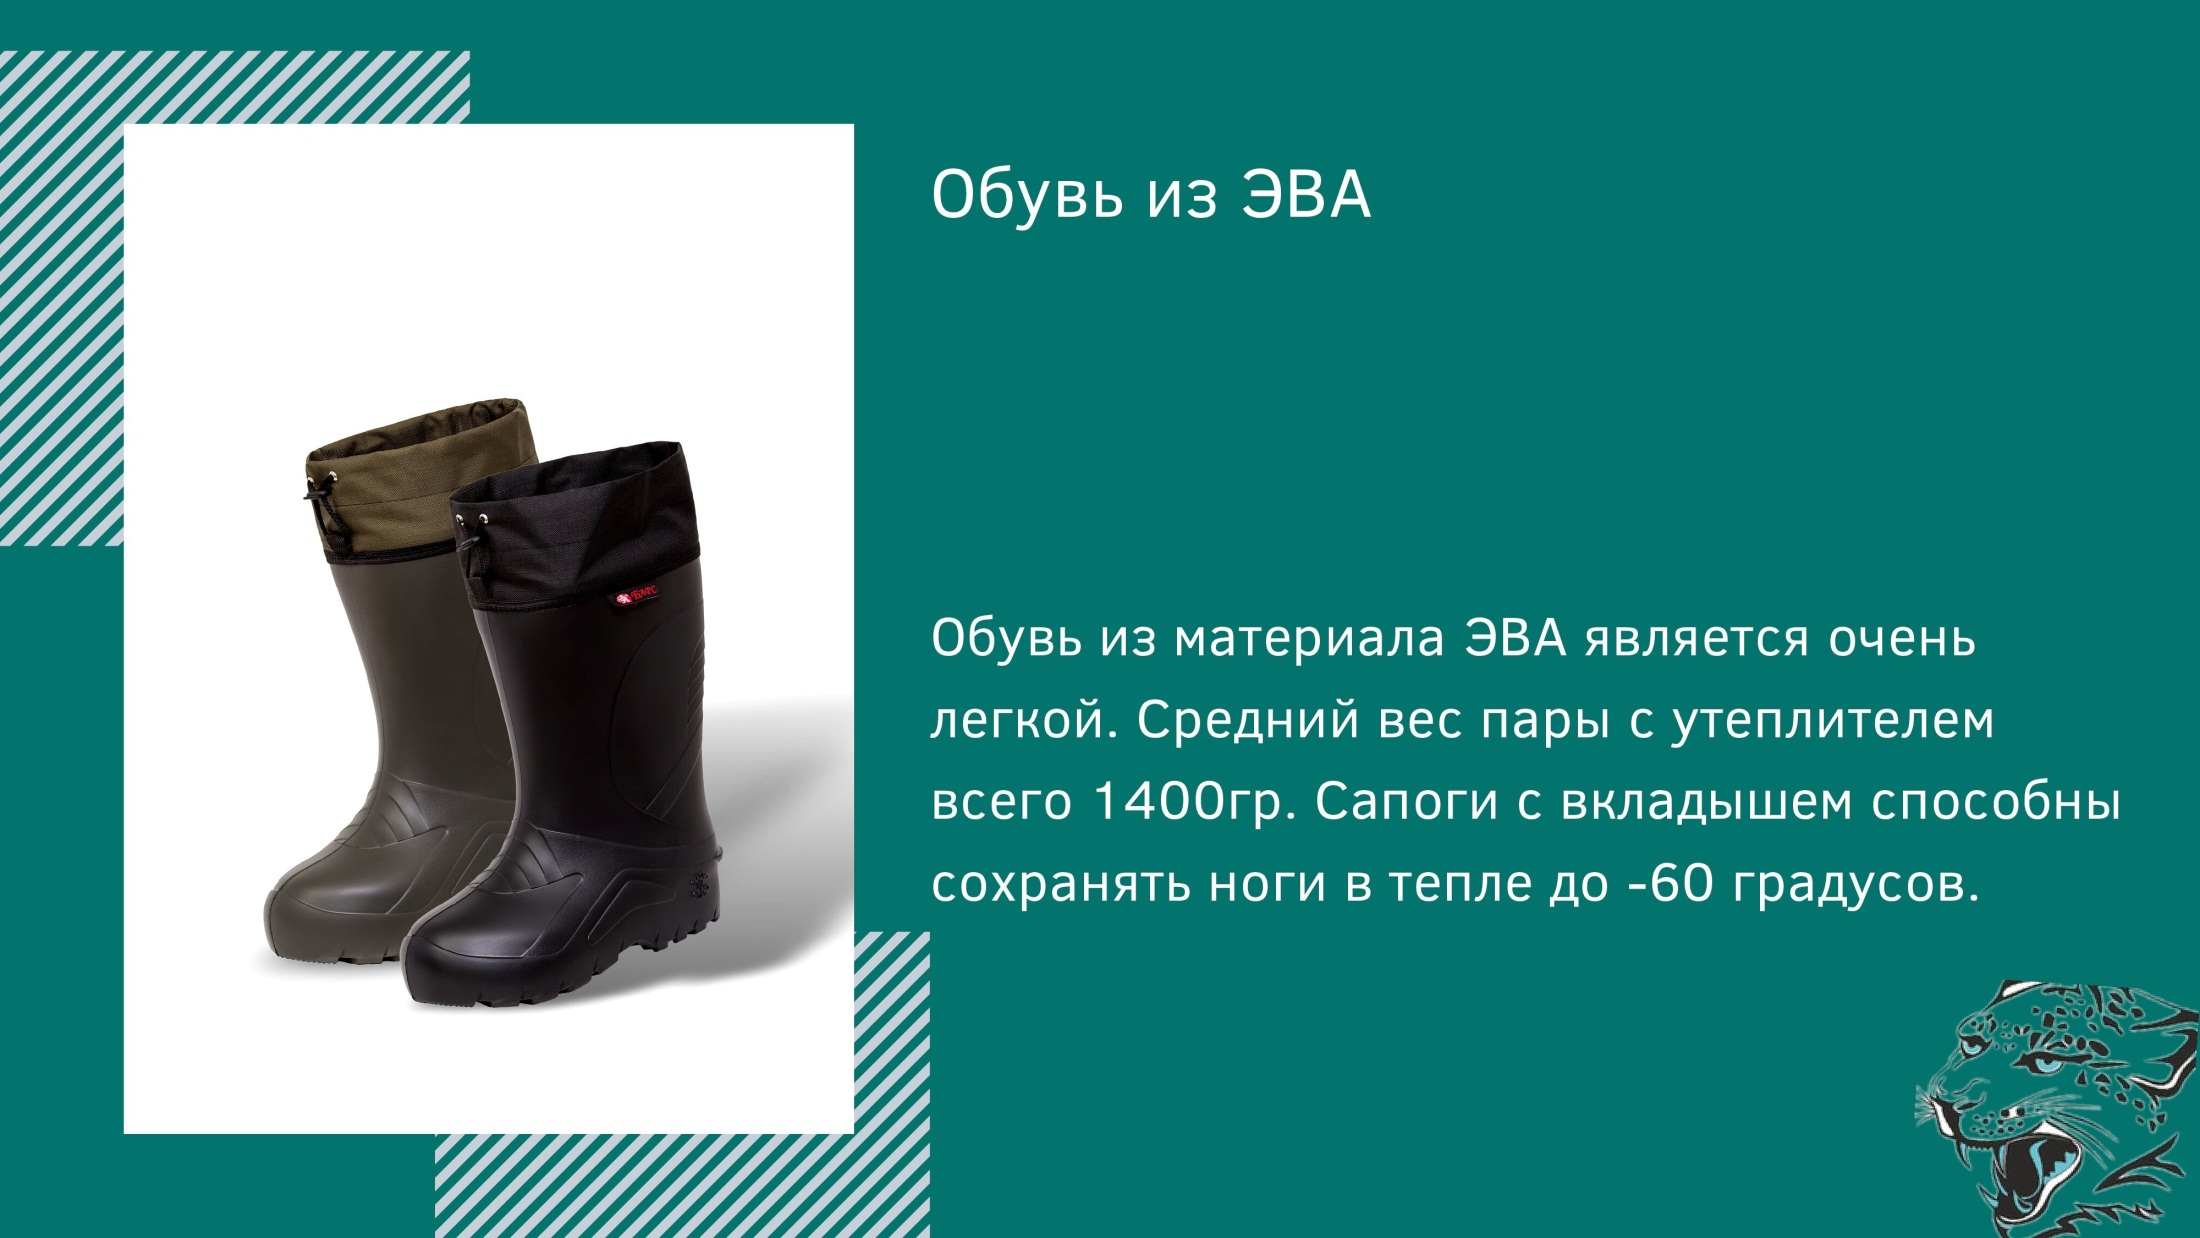 Обувь из ЭВА
БАРС
Обувь из материала ЭВА является очень
легкой. Средний вес пары с утеплителем
всего 1400гр. Сапоги с вкладышем способны
сохранять ноги в тепле до -60 градусов.